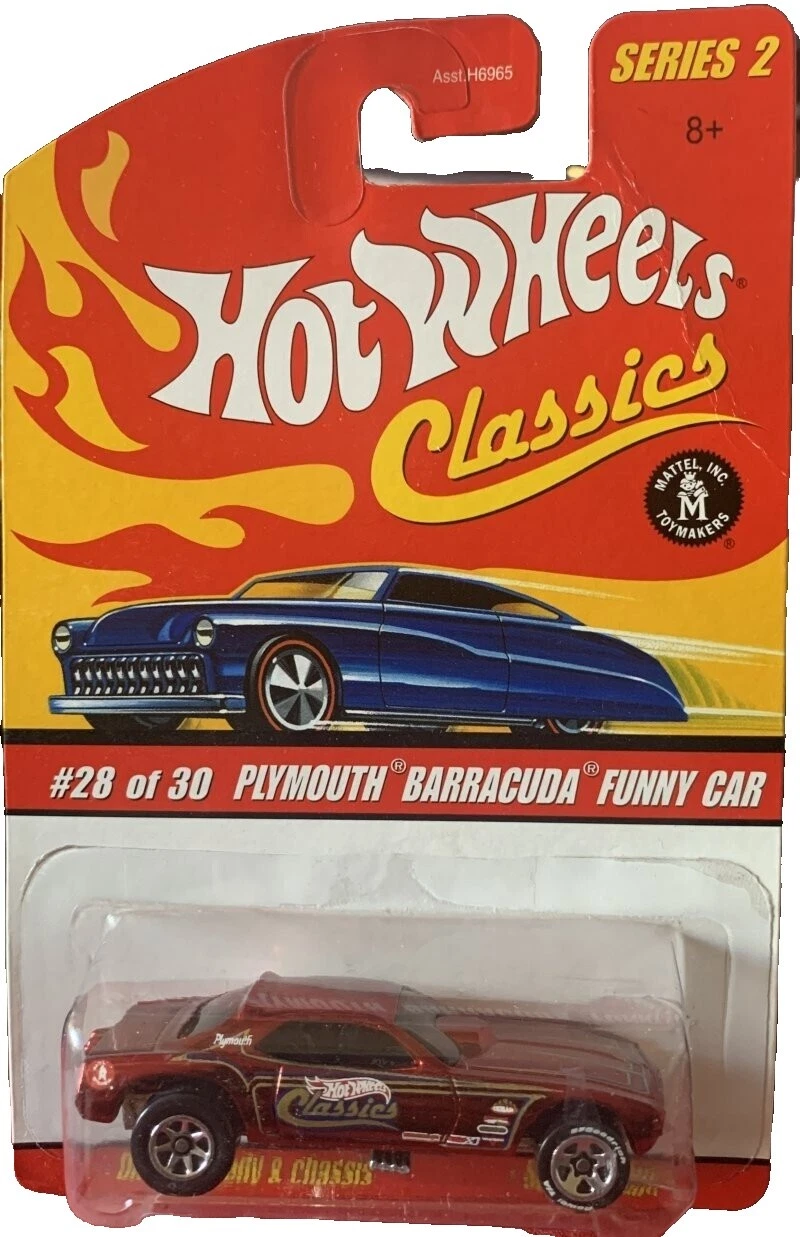 Asst.H6965
SERIES 2
8+
HOT WHEELS®
Classics
MATTEL, INC.
M
TOYMAKERS
®
#28 of 30 PLYMOUTH® BARRACUDA® FUNNY CAR
Plymouth
HOT WHEELS
Classics
& CHASSIS